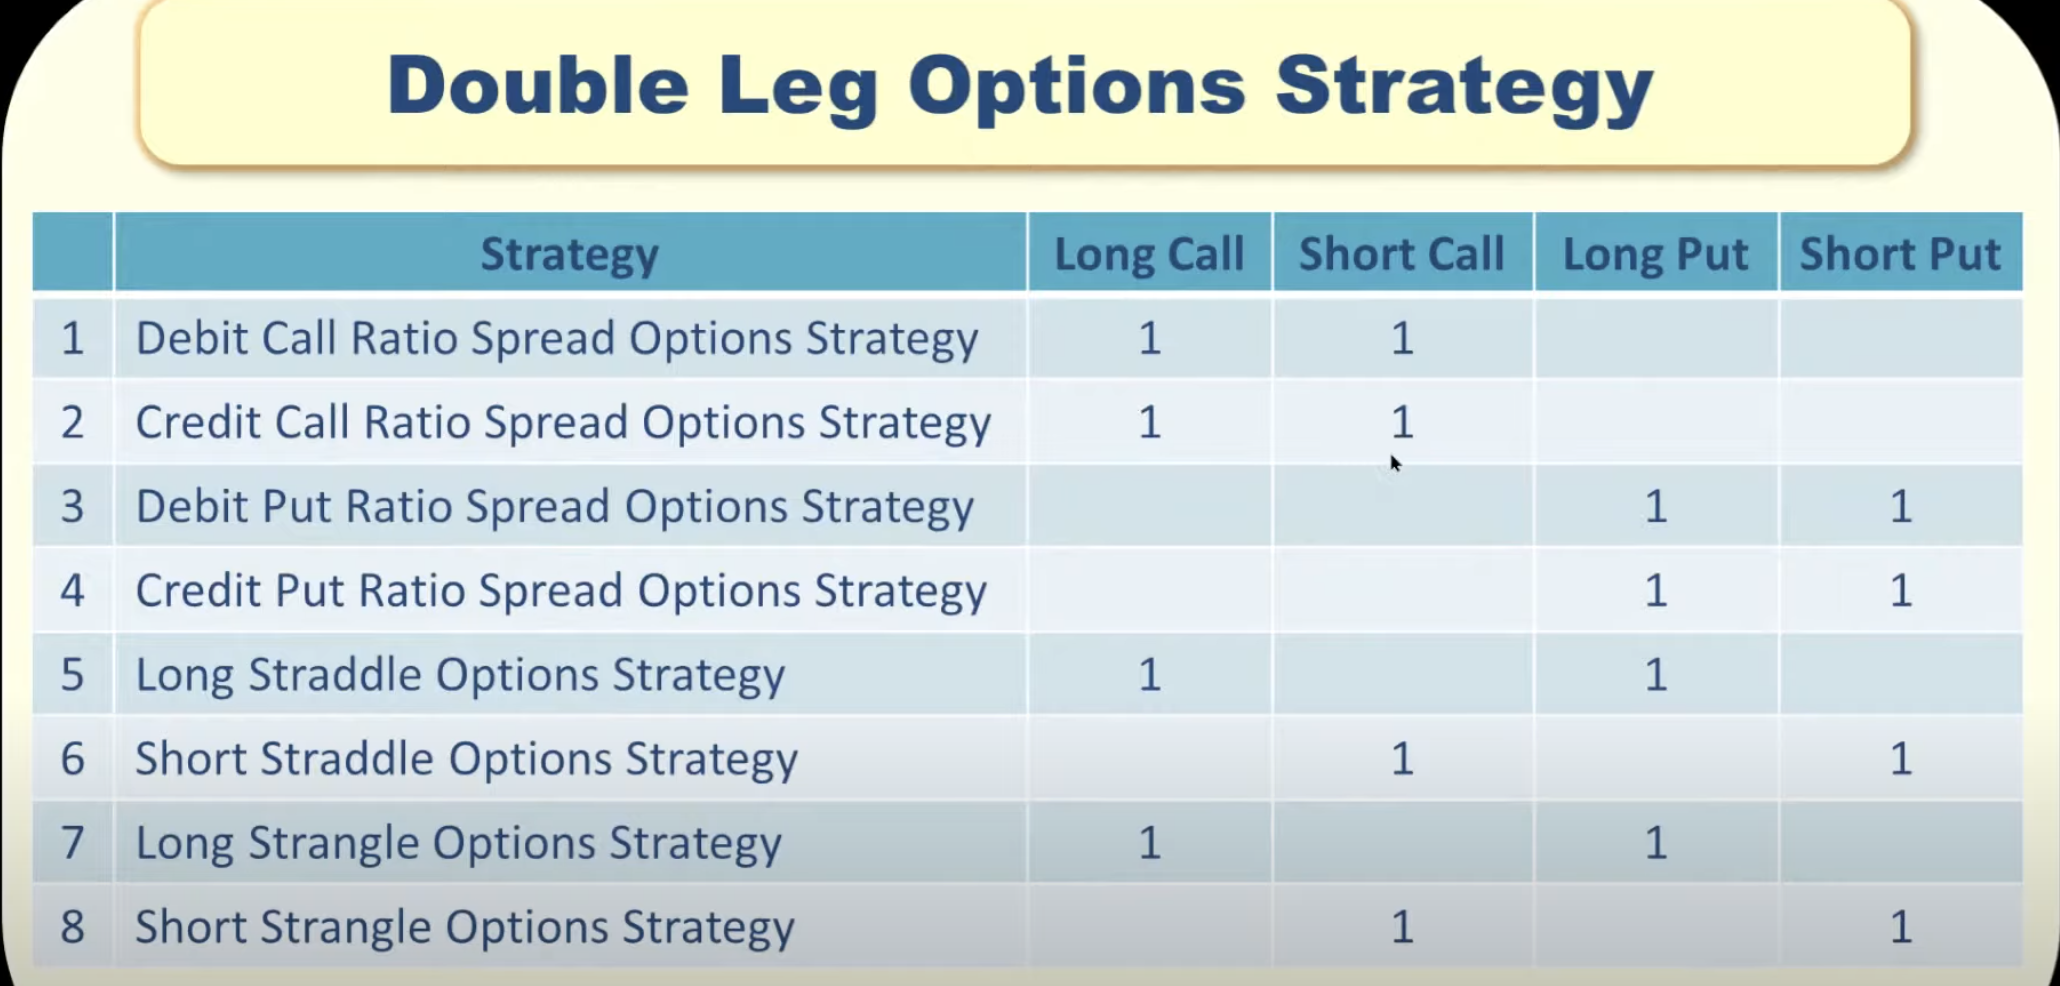 Double Leg Options Strategy
Strategy Long Call Short Call Long Put Short Put
1 Debit Call Ratio Spread Options Strategy 1 1
2 Credit Call Ratio Spread Options Strategy 1 1
3 Debit Put Ratio Spread Options Strategy 1 1
4 Credit Put Ratio Spread Options Strategy 1 1
5 Long Straddle Options Strategy 1 1
6 Short Straddle Options Strategy 1 1
7 Long Strangle Options Strategy 1 1
8 Short Strangle Options Strategy 1 1